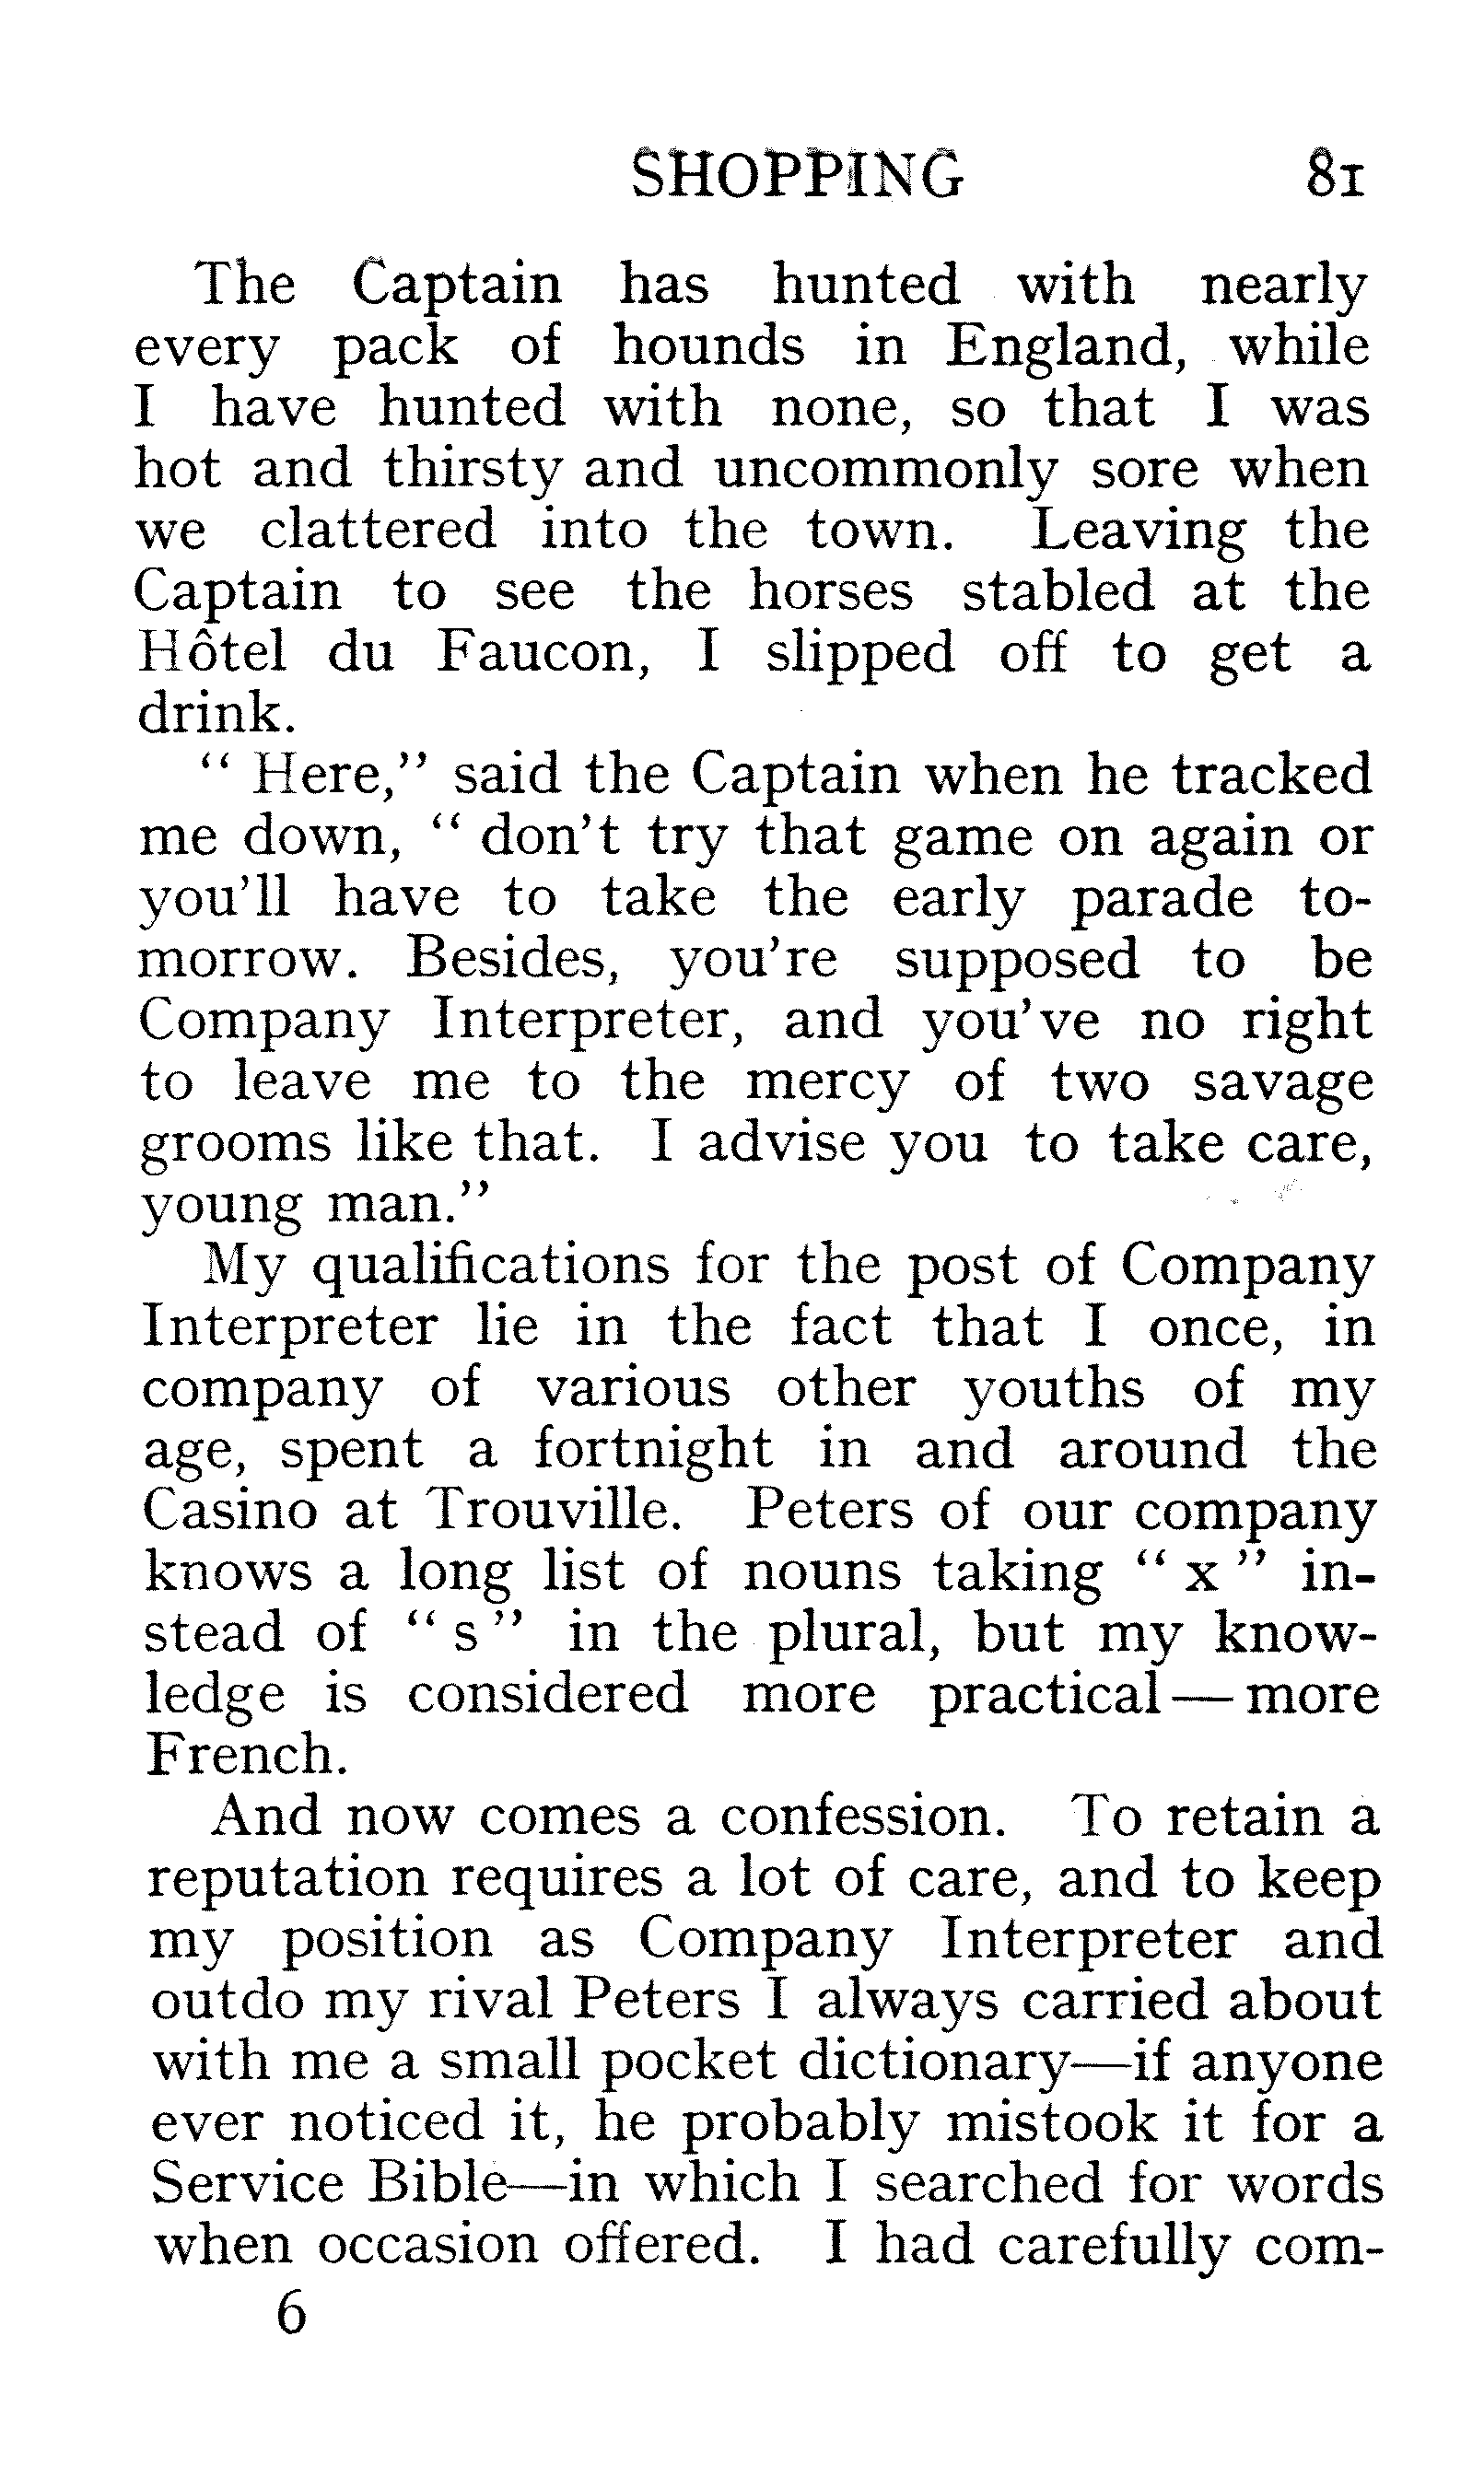 SHOPPING 81
The Captain has hunted with nearly
every pack of hounds in England, while
I have hunted with none, so that I was
hot and thirsty and uncommonly sore when
we clattered into the town. Leaving the
Captain to see the horses stabled at the
Hôtel du Faucon, I slipped off to get a
drink.
" Here," said the Captain when he tracked
me down, " don't try that game on again or
you'll have to take the early parade to-
morrow. Besides, you're supposed to be
Company Interpreter, and you've no right
to leave me to the mercy of two savage
grooms like that. I advise you to take care,
young man."
My qualifications for the post of Company
Interpreter lie in the fact that I once, in
company of various other youths of my
age, spent a fortnight in and around the
Casino at Trouville. Peters of our company
knows a long list of nouns taking " x " in-
stead of " s " in the plural, but my know-
ledge is considered more practical—more
French.
And now comes a confession. To retain a
reputation requires a lot of care, and to keep
my position as Company Interpreter and
outdo my rival Peters I always carried about
with me a small pocket dictionary—if anyone
ever noticed it, he probably mistook it for a
Service Bible—in which I searched for words
when occasion offered. I had carefully com-
6